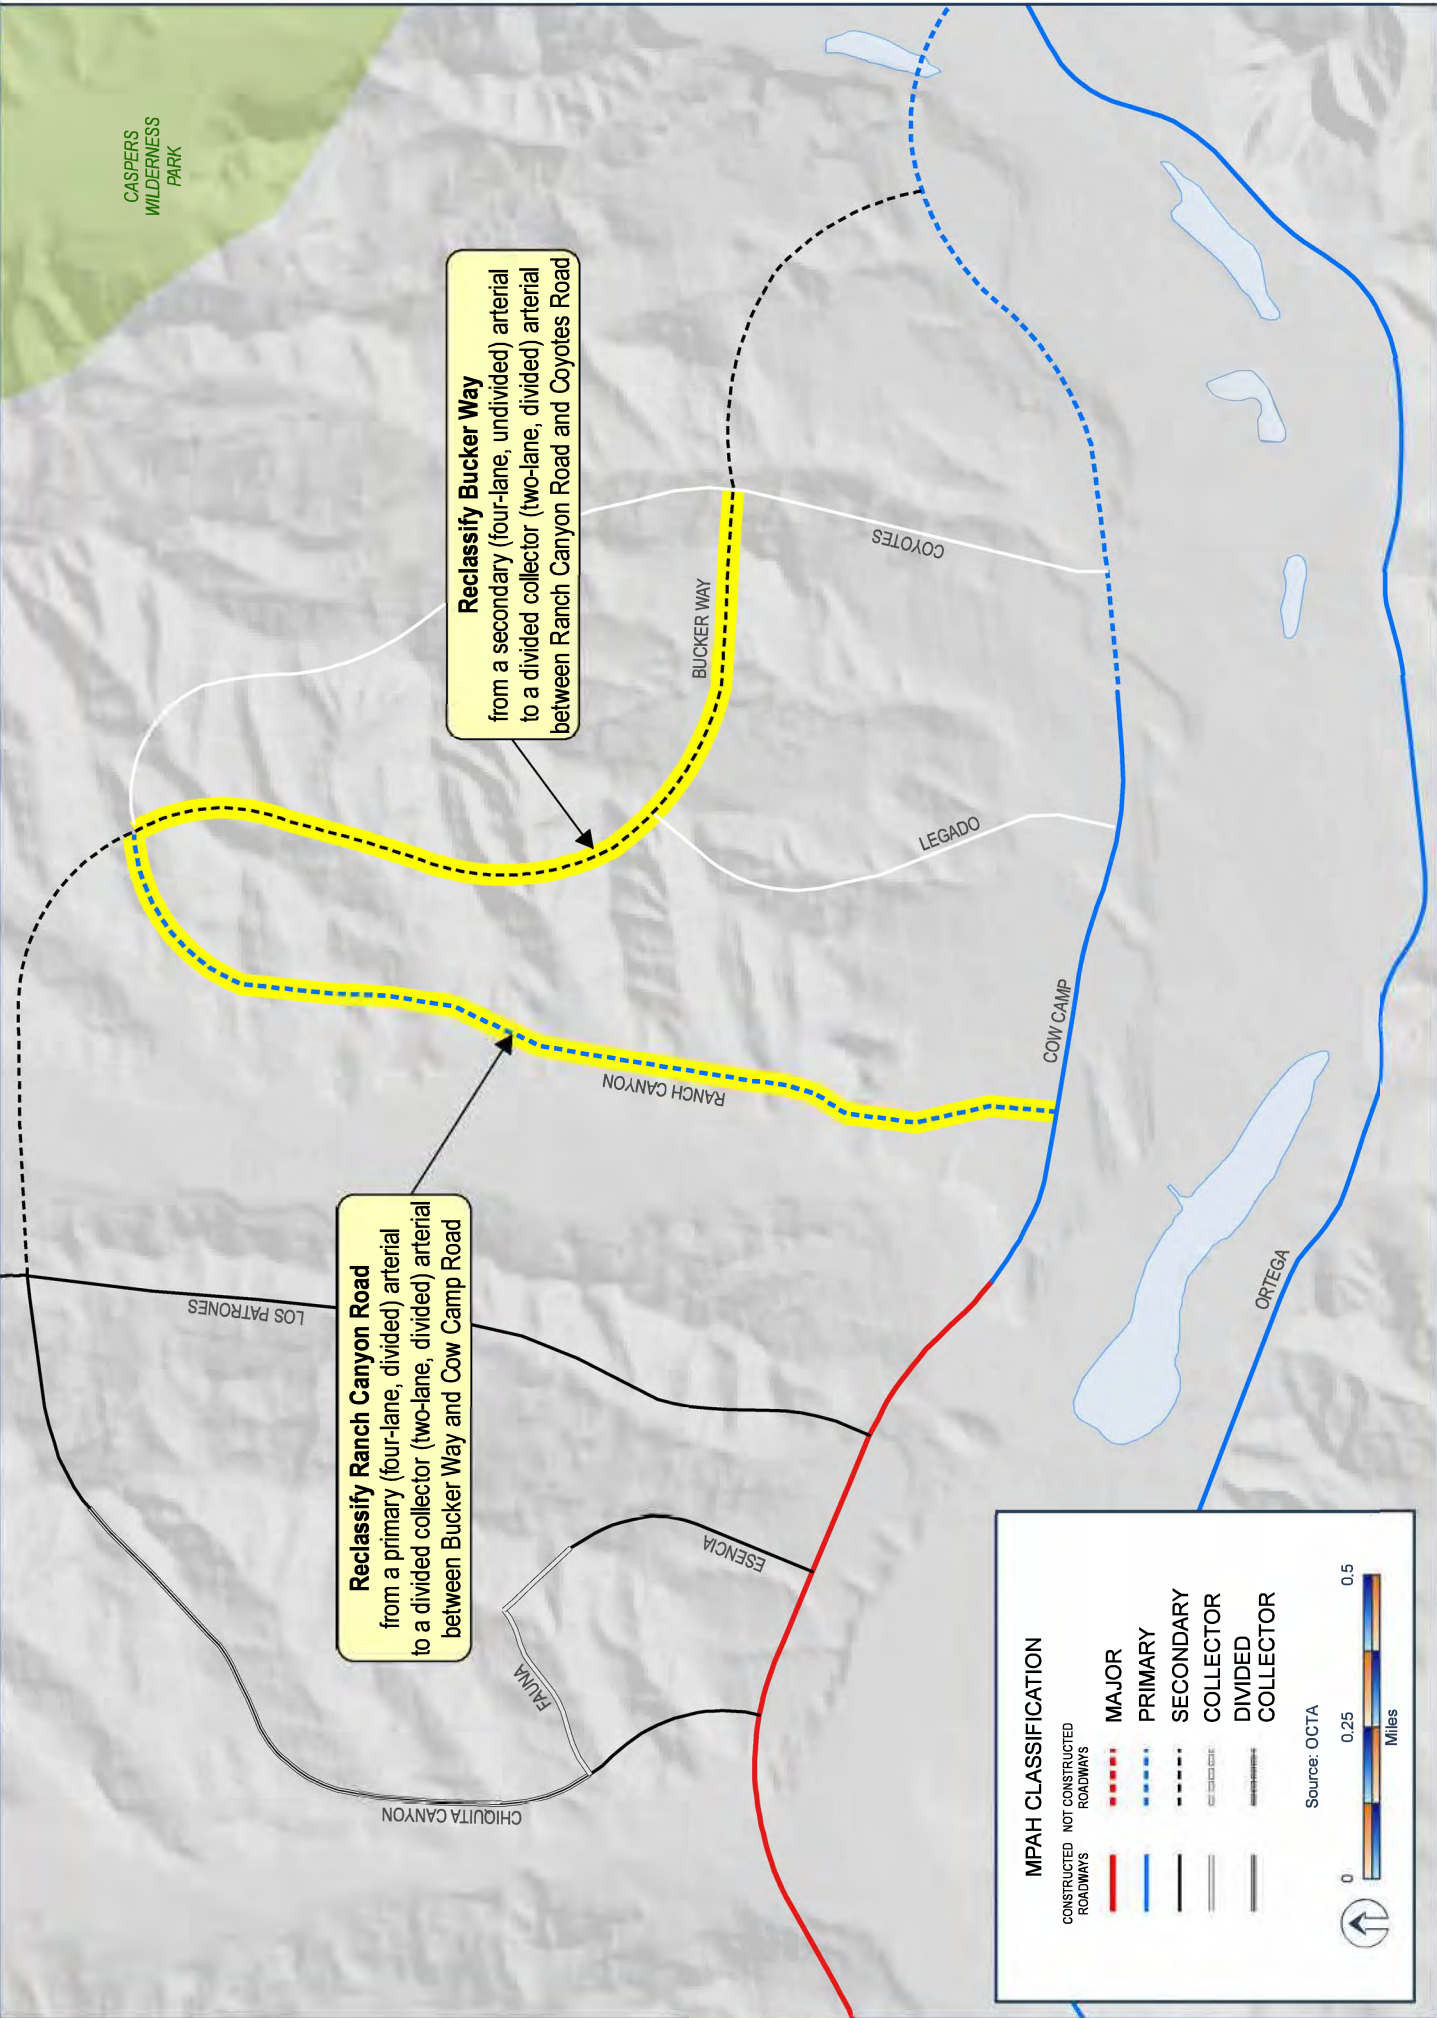 CASPERS
WILDERNESS
PARK
Reclassify Bucker Way
from a secondary (four-lane, undivided) arterial
to a divided collector (two-lane, divided) arterial
between Ranch Canyon Road and Coyotes Road
COYOTES
BUCKER WAY
LEGADO
COW CAMP
RANCH CANYON
LOS PATRONES
Reclassify Ranch Canyon Road
from a primary (four-lane, divided) arterial
to a divided collector (two-lane, divided) arterial
between Bucker Way and Cow Camp Road
ORTEGA
ESENCIA
FAUNA
CHIQUITA CANYON
MPAH CLASSIFICATION
CONSTRUCTED
ROADWAYS
NOT CONSTRUCTED
ROADWAYS
MAJOR
PRIMARY
SECONDARY
COLLECTOR
DIVIDED
COLLECTOR
Source: OCTA
0 0.25 0.5
Miles